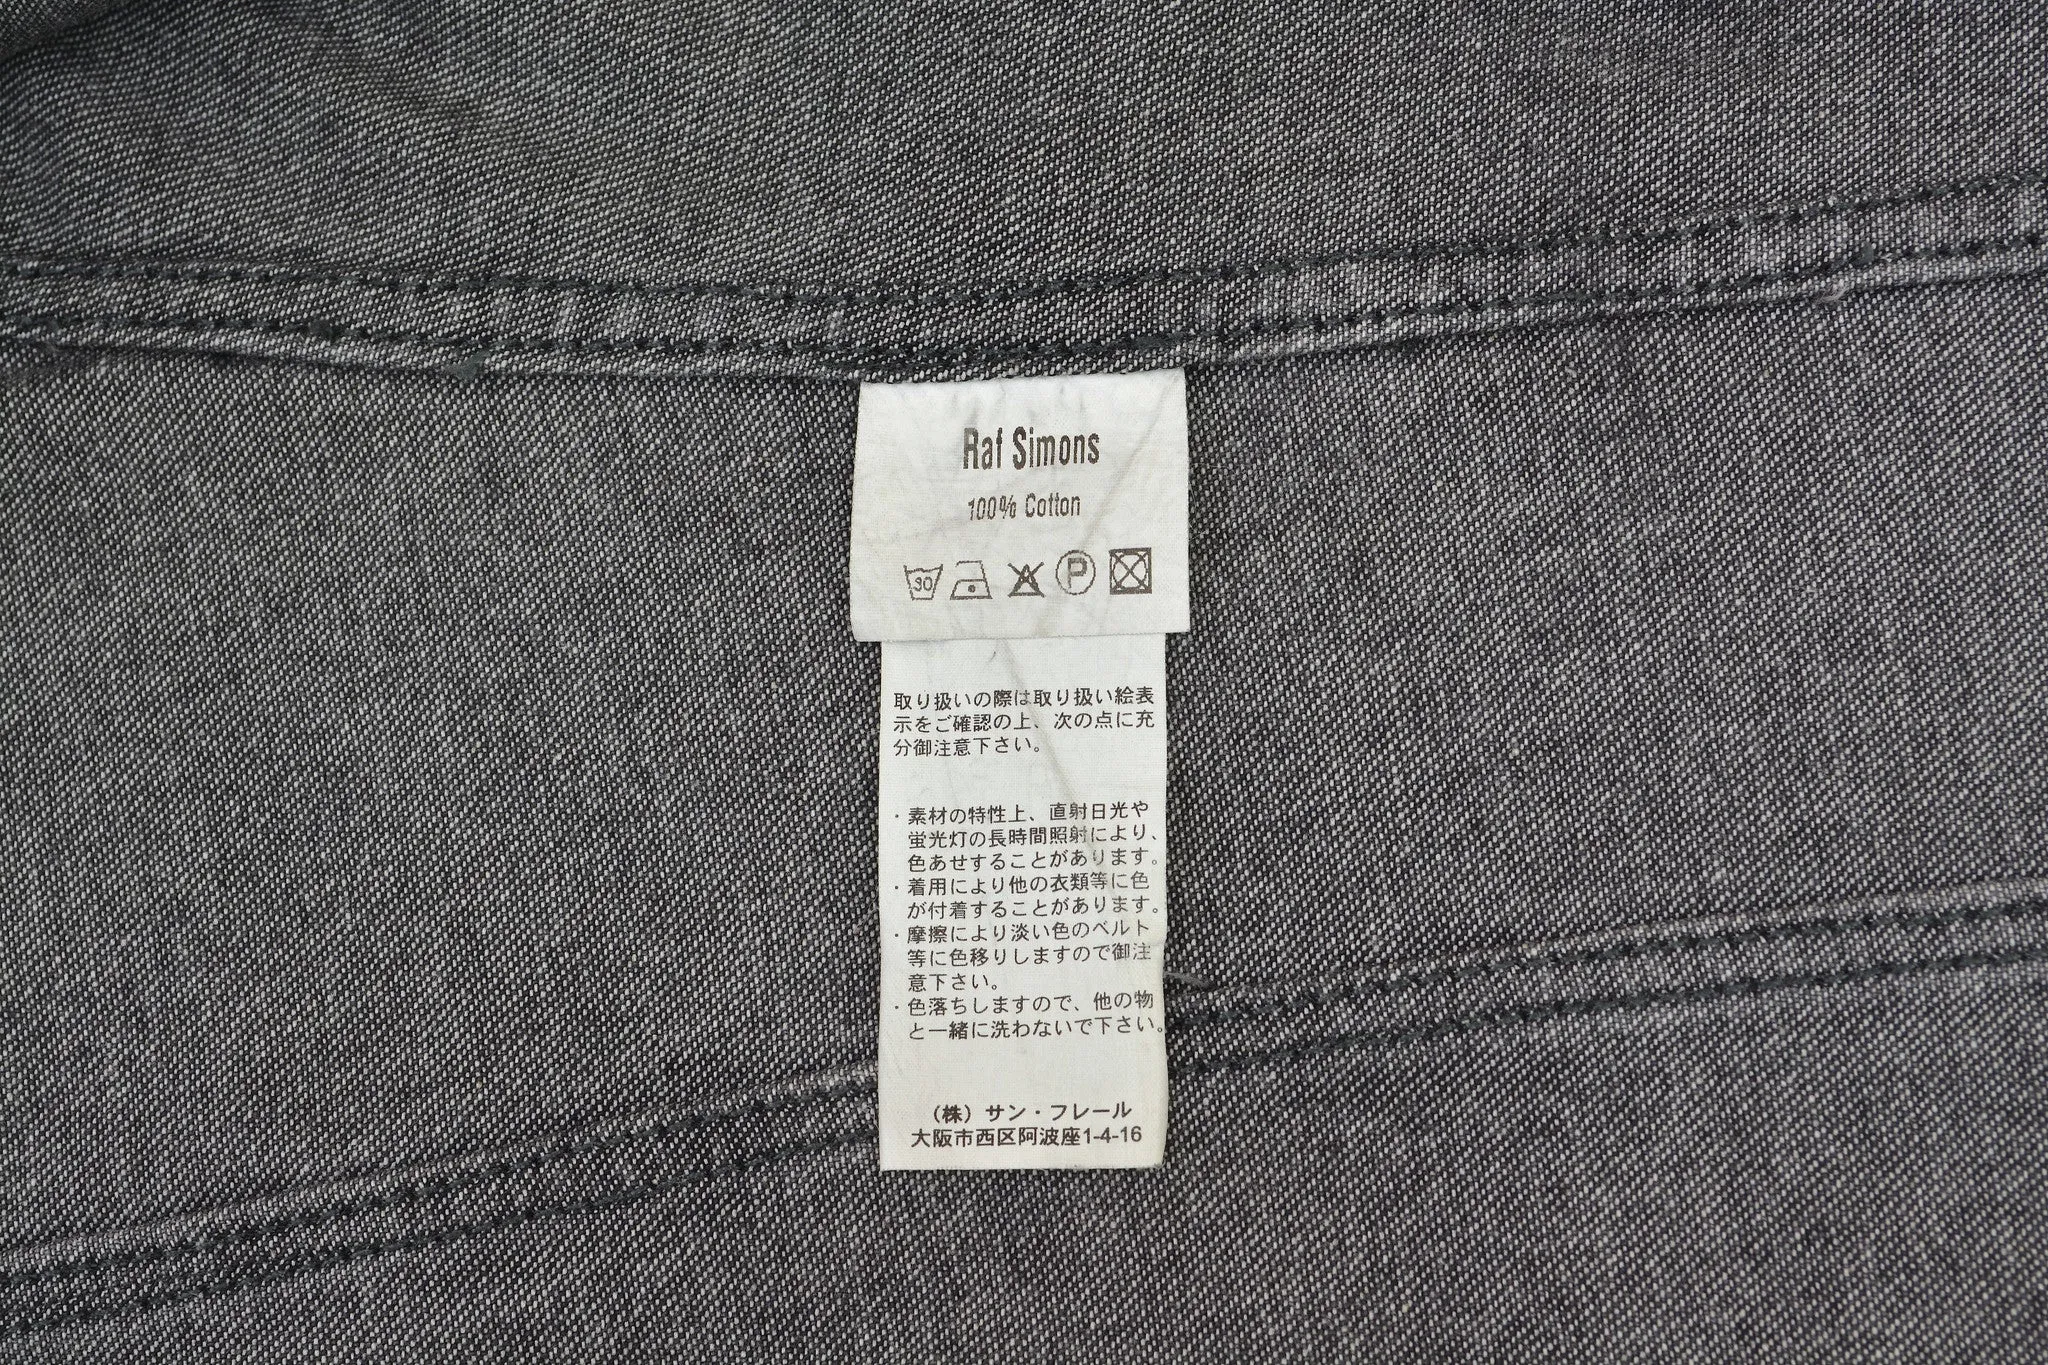 Raf Simons
100% Cotton
30
P
取り扱いの際は取り扱い絵表
示をご確認の上、次の点に充
分御注意下さい。
・素材の特性上、直射日光や
蛍光灯の長時間照射により、
色あせすることがあります。
・着用により他の衣類等に色
が付着することがあります。
・摩擦により淡い色のベルト
等に色移りしますので御注
意下さい。
・色落ちしますので、他の物
と一緒に洗わないで下さい。
（株）サン・フレール
大阪市西区阿波座1-4-16